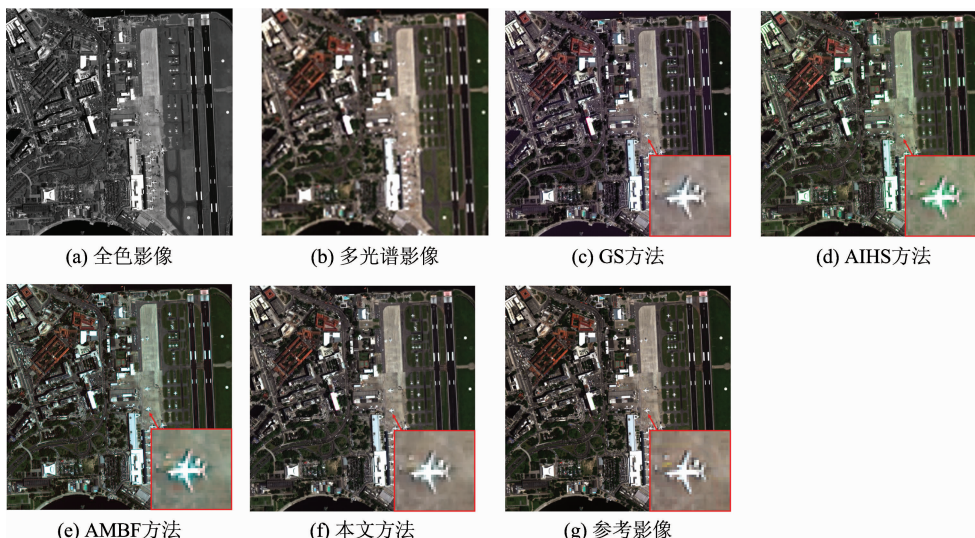 (a) 全色影像
(b) 多光谱影像
(c) GS方法
(d) AIHS方法
(e) AMBF方法
(f) 本文方法
(g) 参考影像